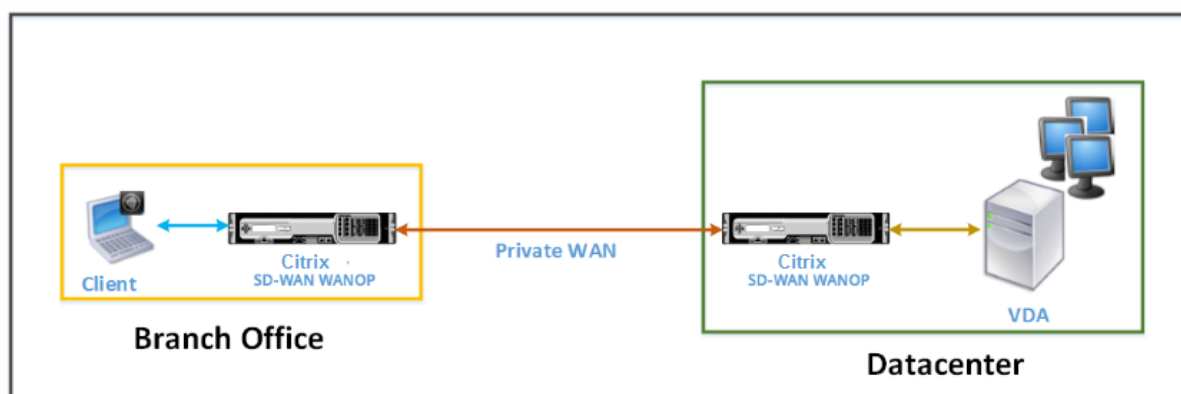 Client
Citrix
SD-WAN WANOP
Branch Office
Private WAN
Citrix
SD-WAN WANOP
VDA
Datacenter